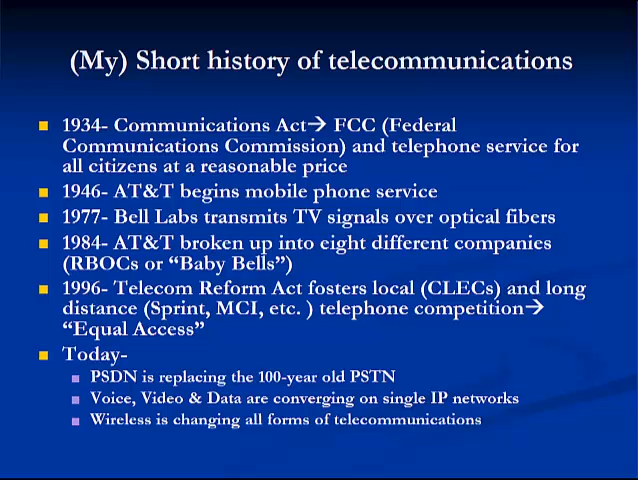 (My) Short history of telecommunications
1934- Communications Act→ FCC (Federal
Communications Commission) and telephone service for
all citizens at a reasonable price
1946- AT&T begins mobile phone service
1977- Bell Labs transmits TV signals over optical fibers
1984- AT&T broken up into eight different companies
(RBOCs or “Baby Bells”)
1996- Telecom Reform Act fosters local (CLECs) and long
distance (Sprint, MCI, etc. ) telephone competition→
“Equal Access”
Today-
PSDN is replacing the 100-year old PSTN
Voice, Video & Data are converging on single IP networks
Wireless is changing all forms of telecommunications